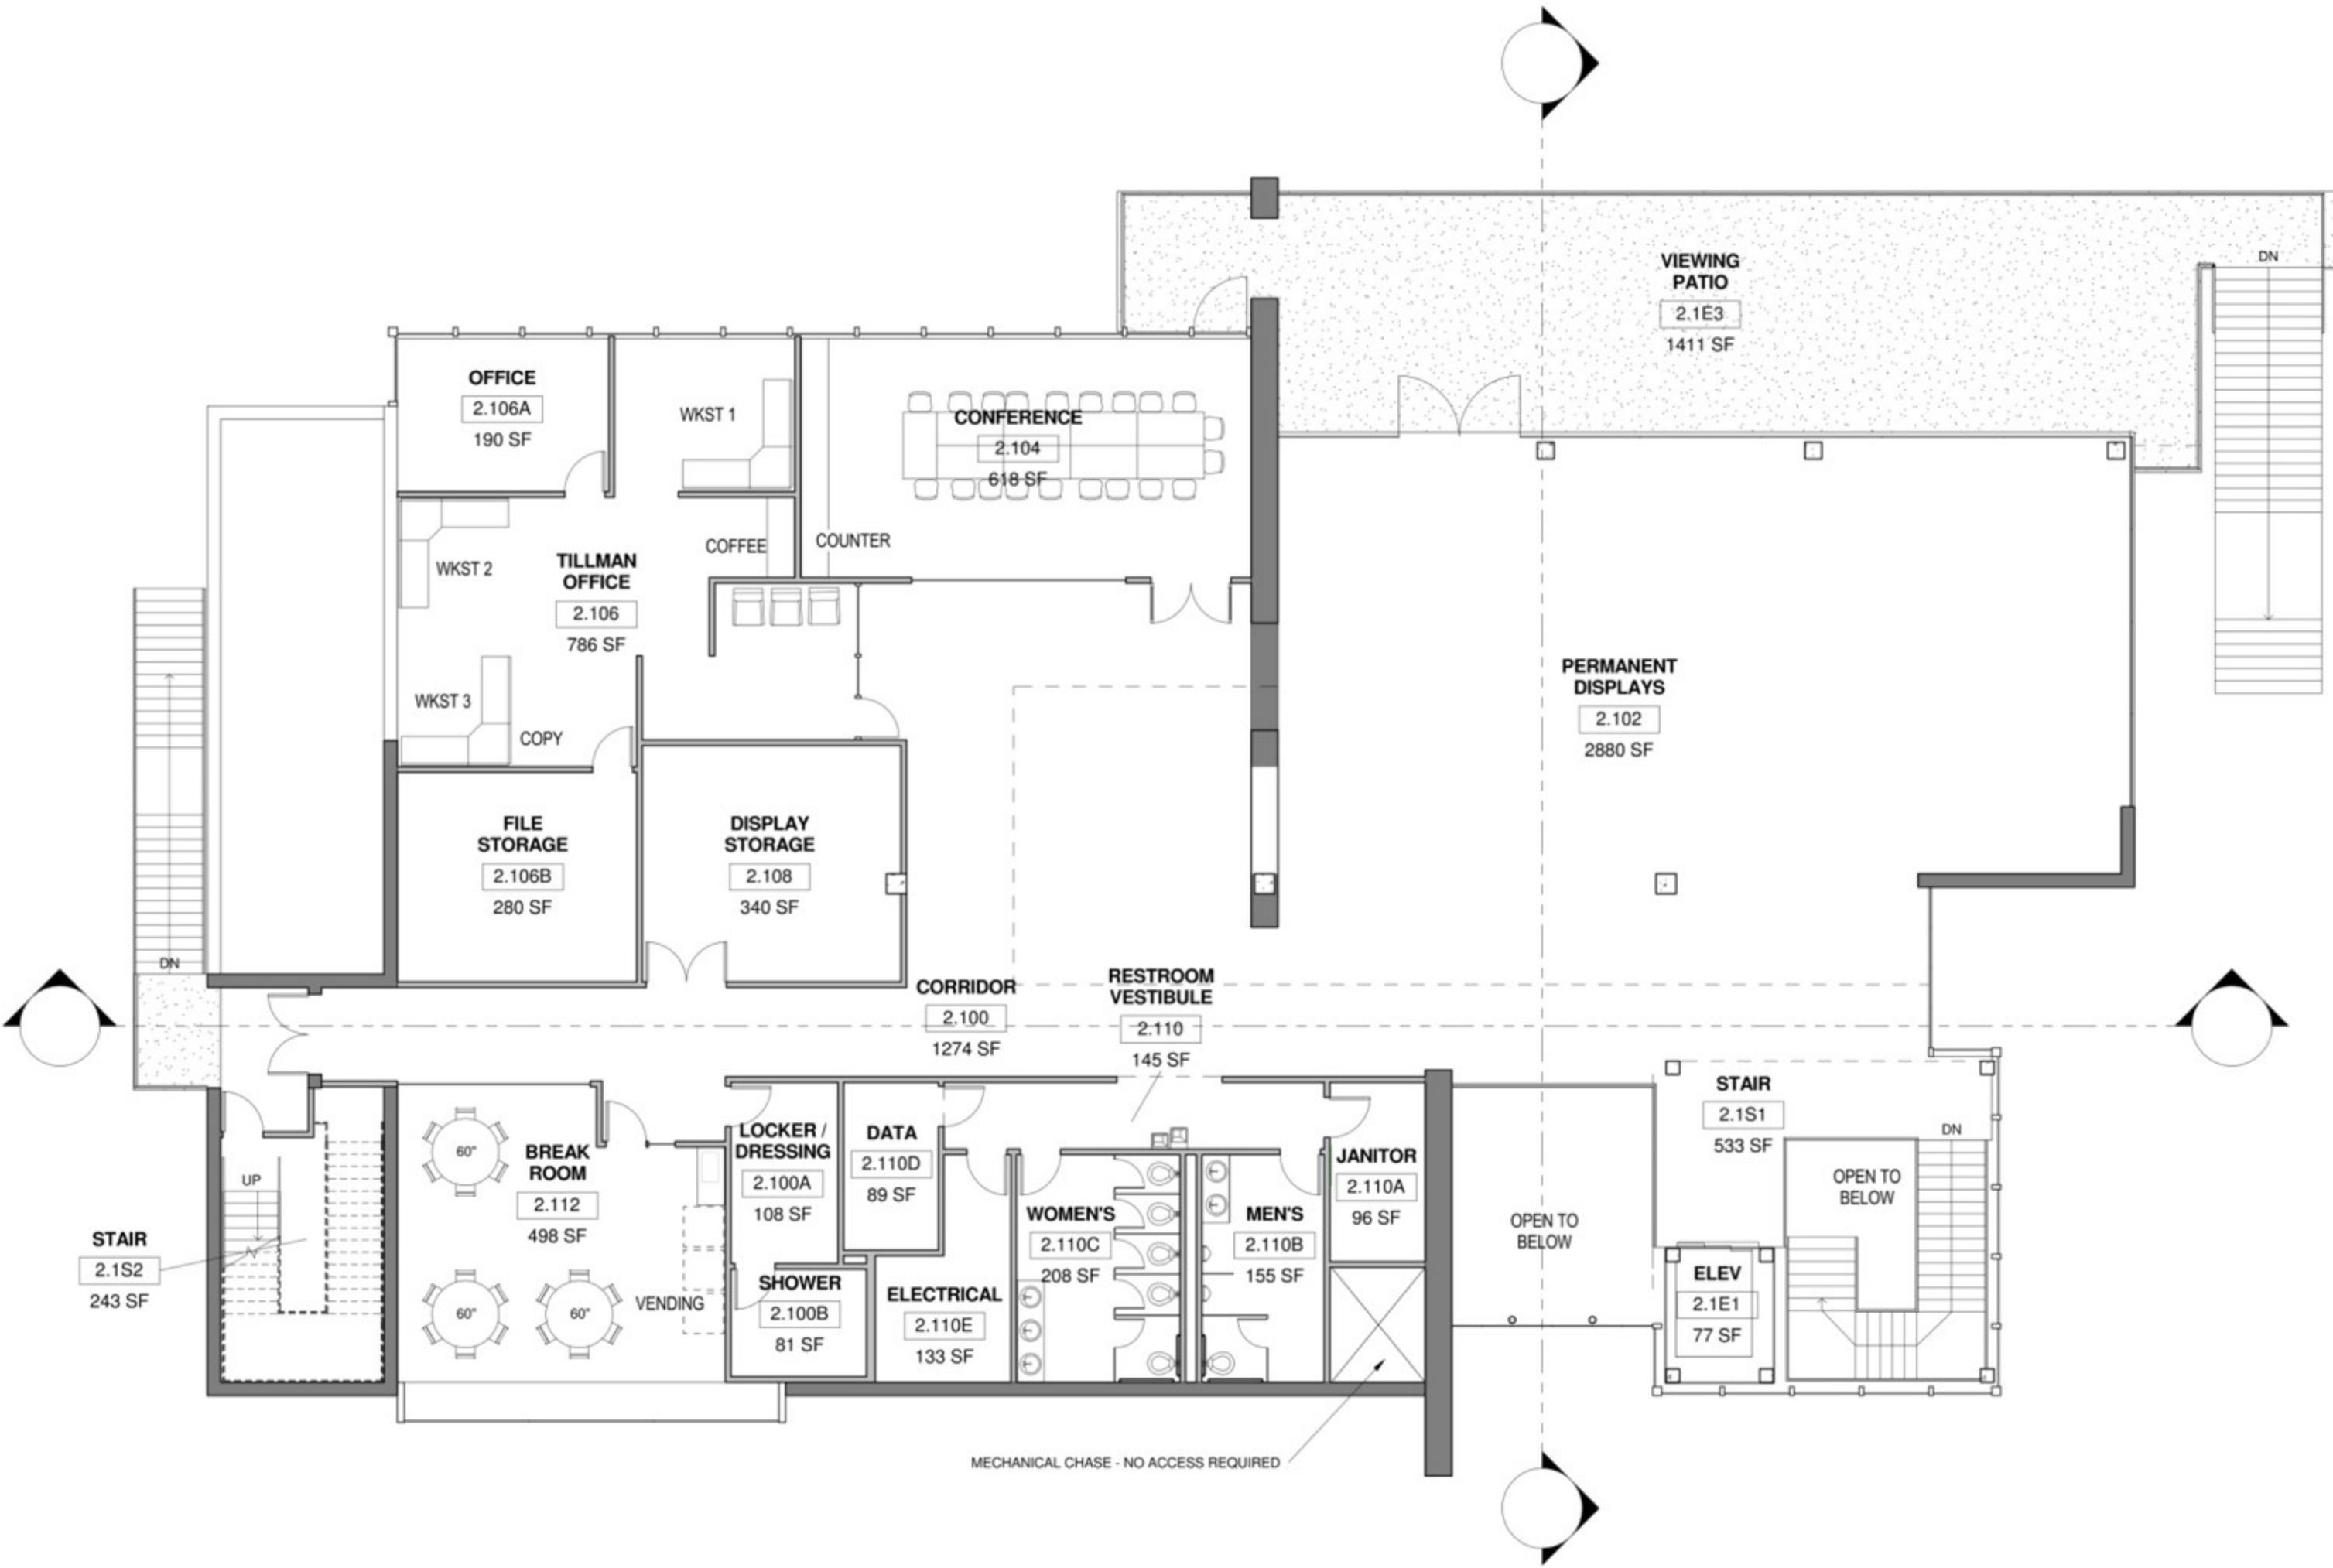 VIEWING
PATIO
2.1E3
1411 SF
DN
OFFICE
2.106A
190 SF
WKST 1
CONFERENCE
2.104
618 SF
COUNTER
COFFEE
WKST 2
TILLMAN
OFFICE
2.106
786 SF
WKST 3
COPY
PERMANENT
DISPLAYS
2.102
2880 SF
FILE
STORAGE
2.106B
280 SF
DISPLAY
STORAGE
2.108
340 SF
DN
CORRIDOR
2.100
1274 SF
RESTROOM
VESTIBULE
2.110
145 SF
STAIR
2.1S1
533 SF
DN
OPEN TO
BELOW
60"
BREAK
ROOM
2.112
498 SF
LOCKER /
DRESSING
2.100A
108 SF
DATA
2.110D
89 SF
JANITOR
2.110A
96 SF
UP
STAIR
2.1S2
243 SF
WOMEN'S
2.110C
208 SF
MEN'S
2.110B
155 SF
OPEN TO
BELOW
ELEV
2.1E1
77 SF
60"
60"
VENDING
SHOWER
2.100B
81 SF
ELECTRICAL
2.110E
133 SF
MECHANICAL CHASE - NO ACCESS REQUIRED